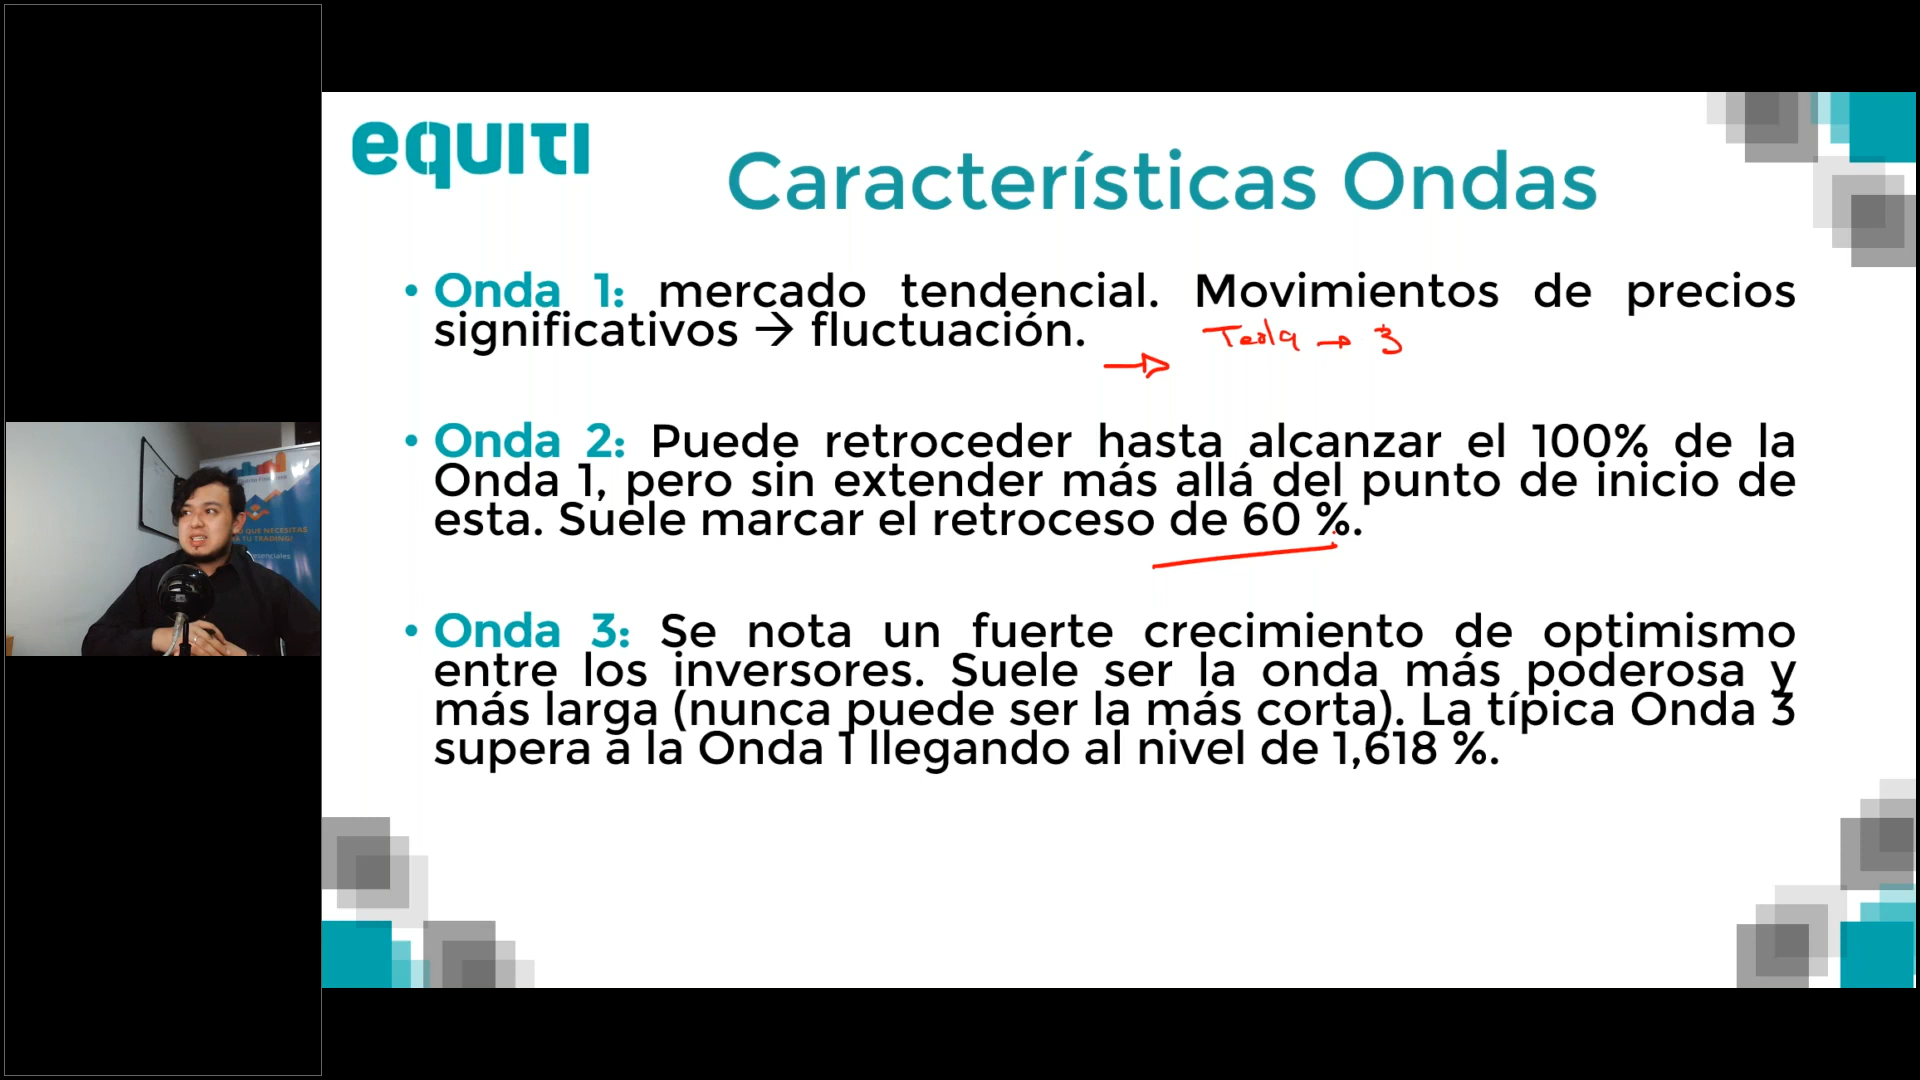 equiti
Características Ondas
• Onda 1: mercado tendencial. Movimientos de precios
significativos → fluctuación.
Tesla → 3
• Onda 2: Puede retroceder hasta alcanzar el 100% de la
Onda 1, pero sin extender más allá del punto de inicio de
esta. Suele marcar el retroceso de 60 %.
• Onda 3: Se nota un fuerte crecimiento de optimismo
entre los inversores. Suele ser la onda más poderosa y
más larga (nunca puede ser la más corta). La típica Onda 3
supera a la Onda 1 llegando al nivel de 1,618 %.
QUE NECESITAS
TU TRADING!